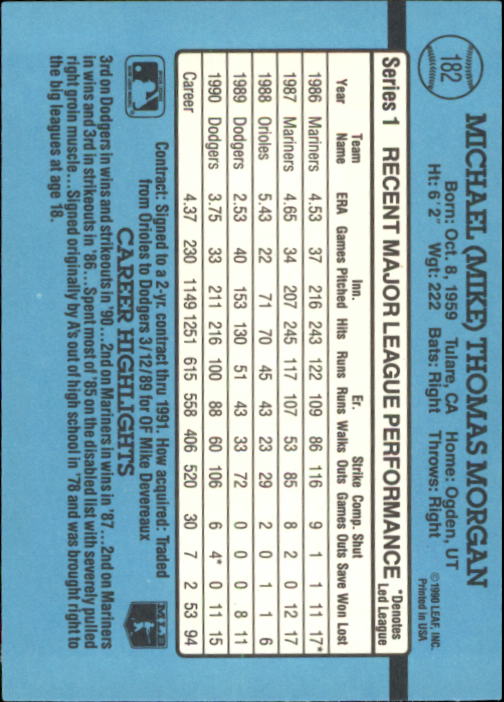 182
MICHAEL (MIKE) THOMAS MORGAN
Born: Oct. 8, 1959 Tulare, CA Home: Ogden, UT
Ht: 6'2" Wgt: 222 Bats: Right Throws: Right
© 1990 LEAF, INC.
Printed in USA
Series 1 RECENT MAJOR LEAGUE PERFORMANCE *Denotes Led League
Year Team Name ERA Games Inn. Pitched Hits Runs Er. Runs Walks Strike Outs Comp. Games Shut Outs Save Won Lost
1986 Mariners 4.53 37 216 243 122 109 86 116 9 1 1 11 17*
1987 Mariners 4.65 34 207 245 117 107 53 85 8 2 0 12 17
1988 Orioles 5.43 22 71 70 45 43 23 29 2 0 1 1 6
1989 Dodgers 2.53 40 153 130 51 43 33 72 0 0 0 8 11
1990 Dodgers 3.75 33 211 216 100 88 60 106 6 4* 0 11 15
Career 4.37 230 1149 1251 615 558 406 520 30 7 2 53 94
Contract: Signed to a 2-yr. contract thru 1991. How acquired: Traded
from Orioles to Dodgers 3/12/89 for OF Mike Devereaux
CAREER HIGHLIGHTS
3rd on Dodgers in wins and strikeouts in '90...2nd on Mariners in wins in '87...2nd on Mariners
in wins and 3rd in strikeouts in '86...Spent most of '85 on the disabled list with severely pulled
right groin muscle...Signed originally by A's out of high school in '78 and was brought right to
the big leagues at age 18.